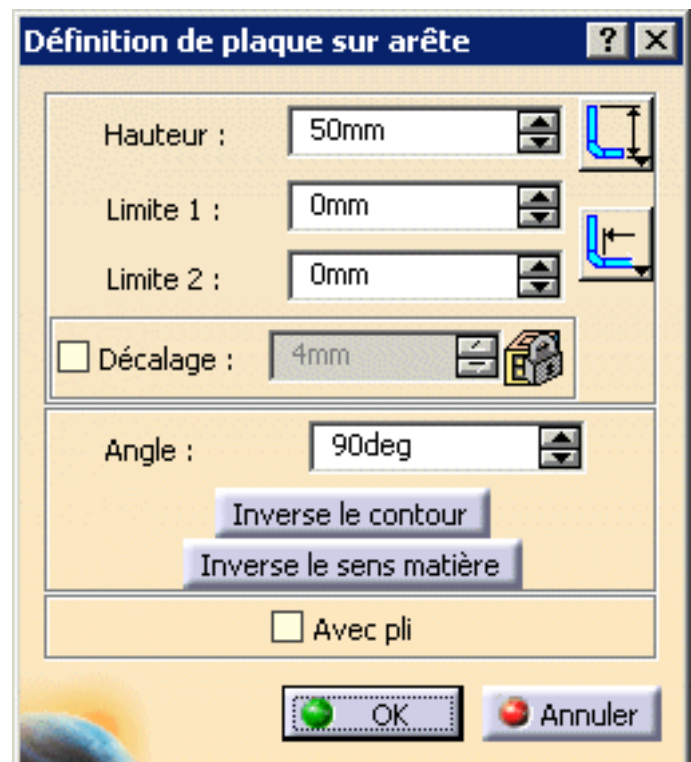 Définition de plaque sur arête ? ×
Hauteur : 50mm
Limite 1 : 0mm
Limite 2 : 0mm
Décalage : 4mm
Angle : 90deg
Inverse le contour
Inverse le sens matière
Avec pli
OK Annuler